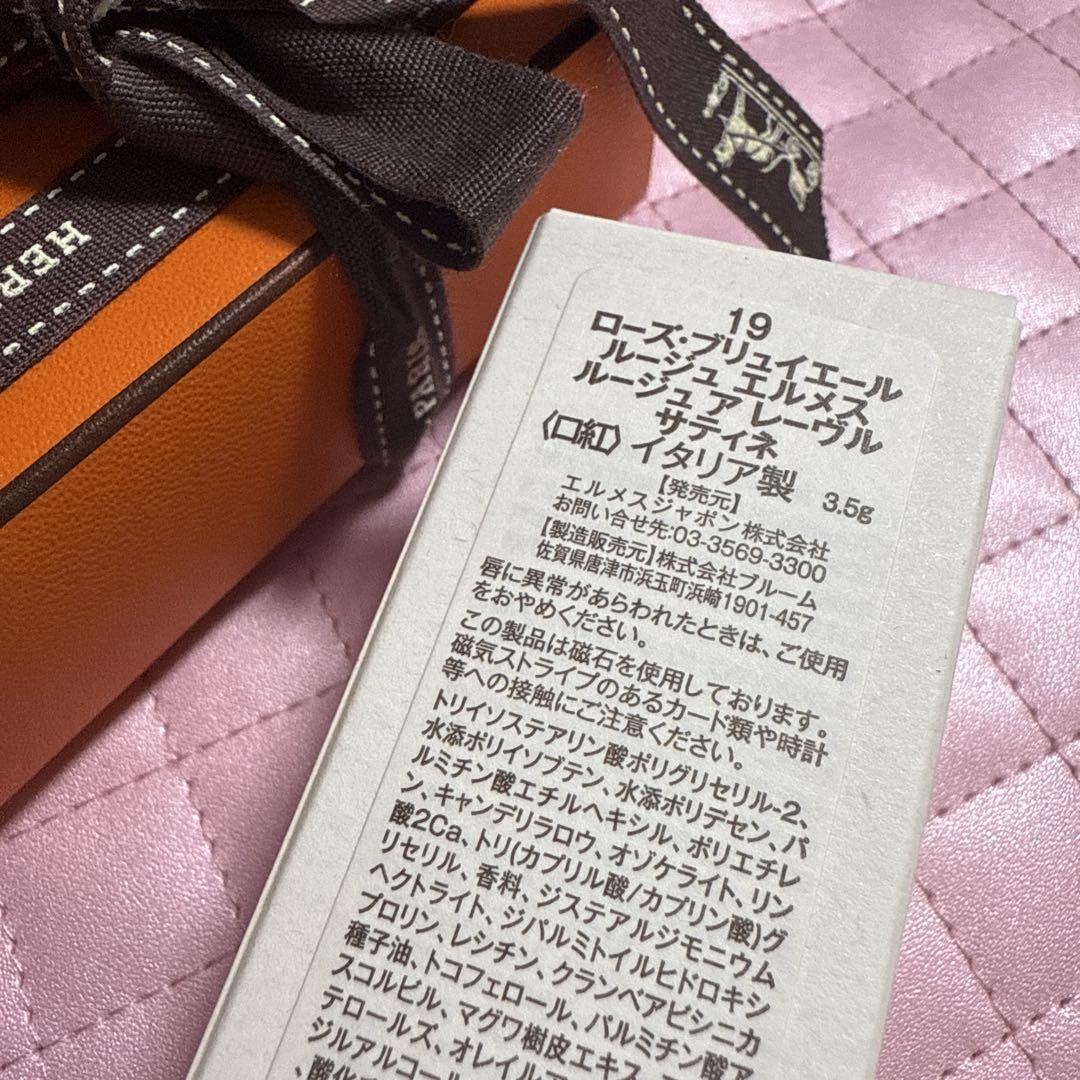 HER
PARIS
19
ローズ・ブリュイエール
ルージュ エルメス
ルージュ ア レーヴル
サティネ
〈口紅〉 イタリア製 3.5g
【発売元】
エルメスジャポン株式会社
お問い合せ先:03-3569-3300
【製造販売元】株式会社ブルーム
佐賀県唐津市浜玉町浜崎1901-457
唇に異常があらわれたときは、ご使用
をおやめください。
この製品は磁石を使用しております。
磁気ストライプのあるカード類や時計
等への接触にご注意ください。
トリイソステアリン酸ポリグリセリル-2、
水添ポリイソブテン、水添ポリデセン、パ
ルミチン酸エチルヘキシル、ポリエチレ
ン、キャンデリラロウ、オゾケライト、リン
酸2Ca、トリ(カプリル酸/カプリン酸)グ
リセリル、香料、ジステアルジモニウム
ヘクトライト、ジパルミトイルヒドロキシ
プロリン、レシチン、クランベアビシニカ
種子油、トコフェロール、パルミチン酸ア
スコルビル、マグワ樹皮エキス
テロールズ、オレイル
ジルアルコール
、酸化